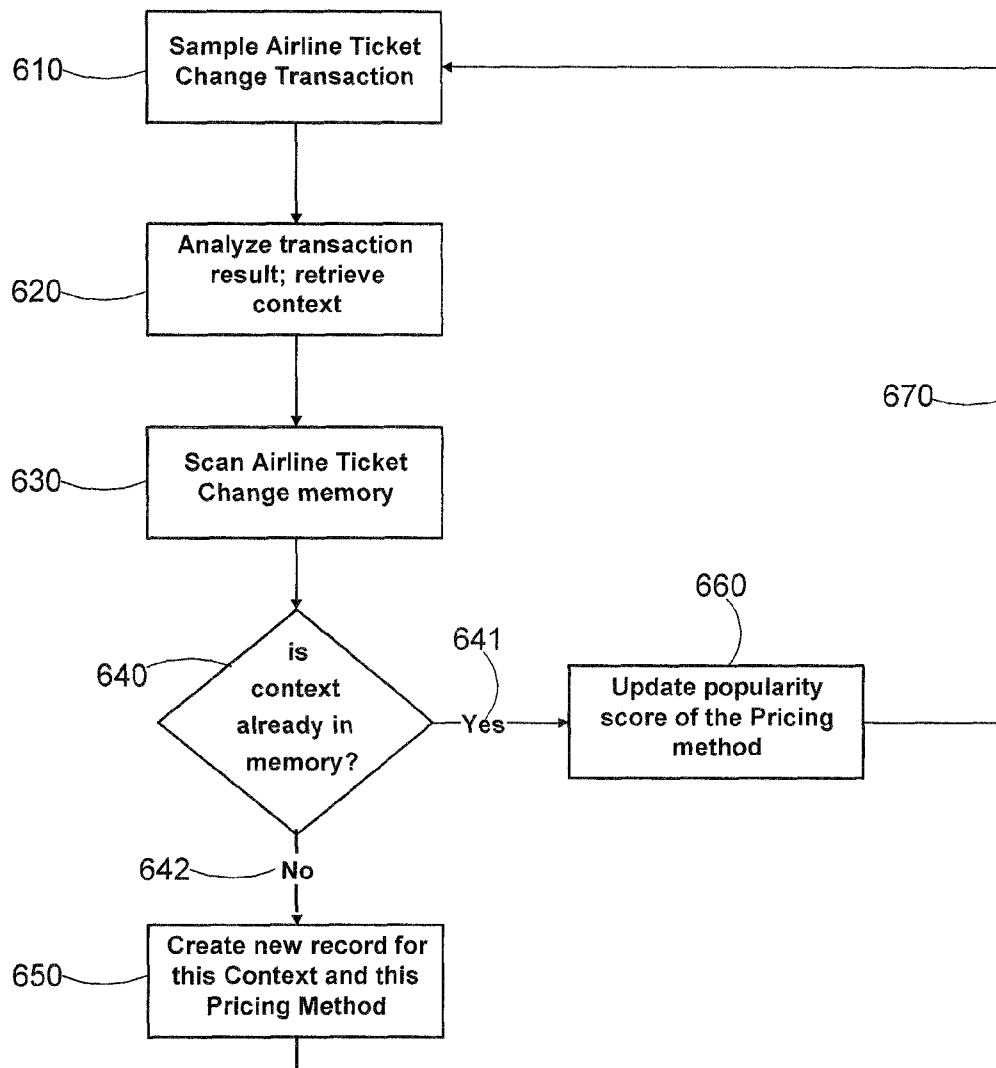 610
Sample Airline Ticket
Change Transaction
620
Analyze transaction
result; retrieve
context
670
630
Scan Airline Ticket
Change memory
640
is
context
already in
memory?
641
Yes
660
Update popularity
score of the Pricing
method
642
No
650
Create new record for
this Context and this
Pricing Method